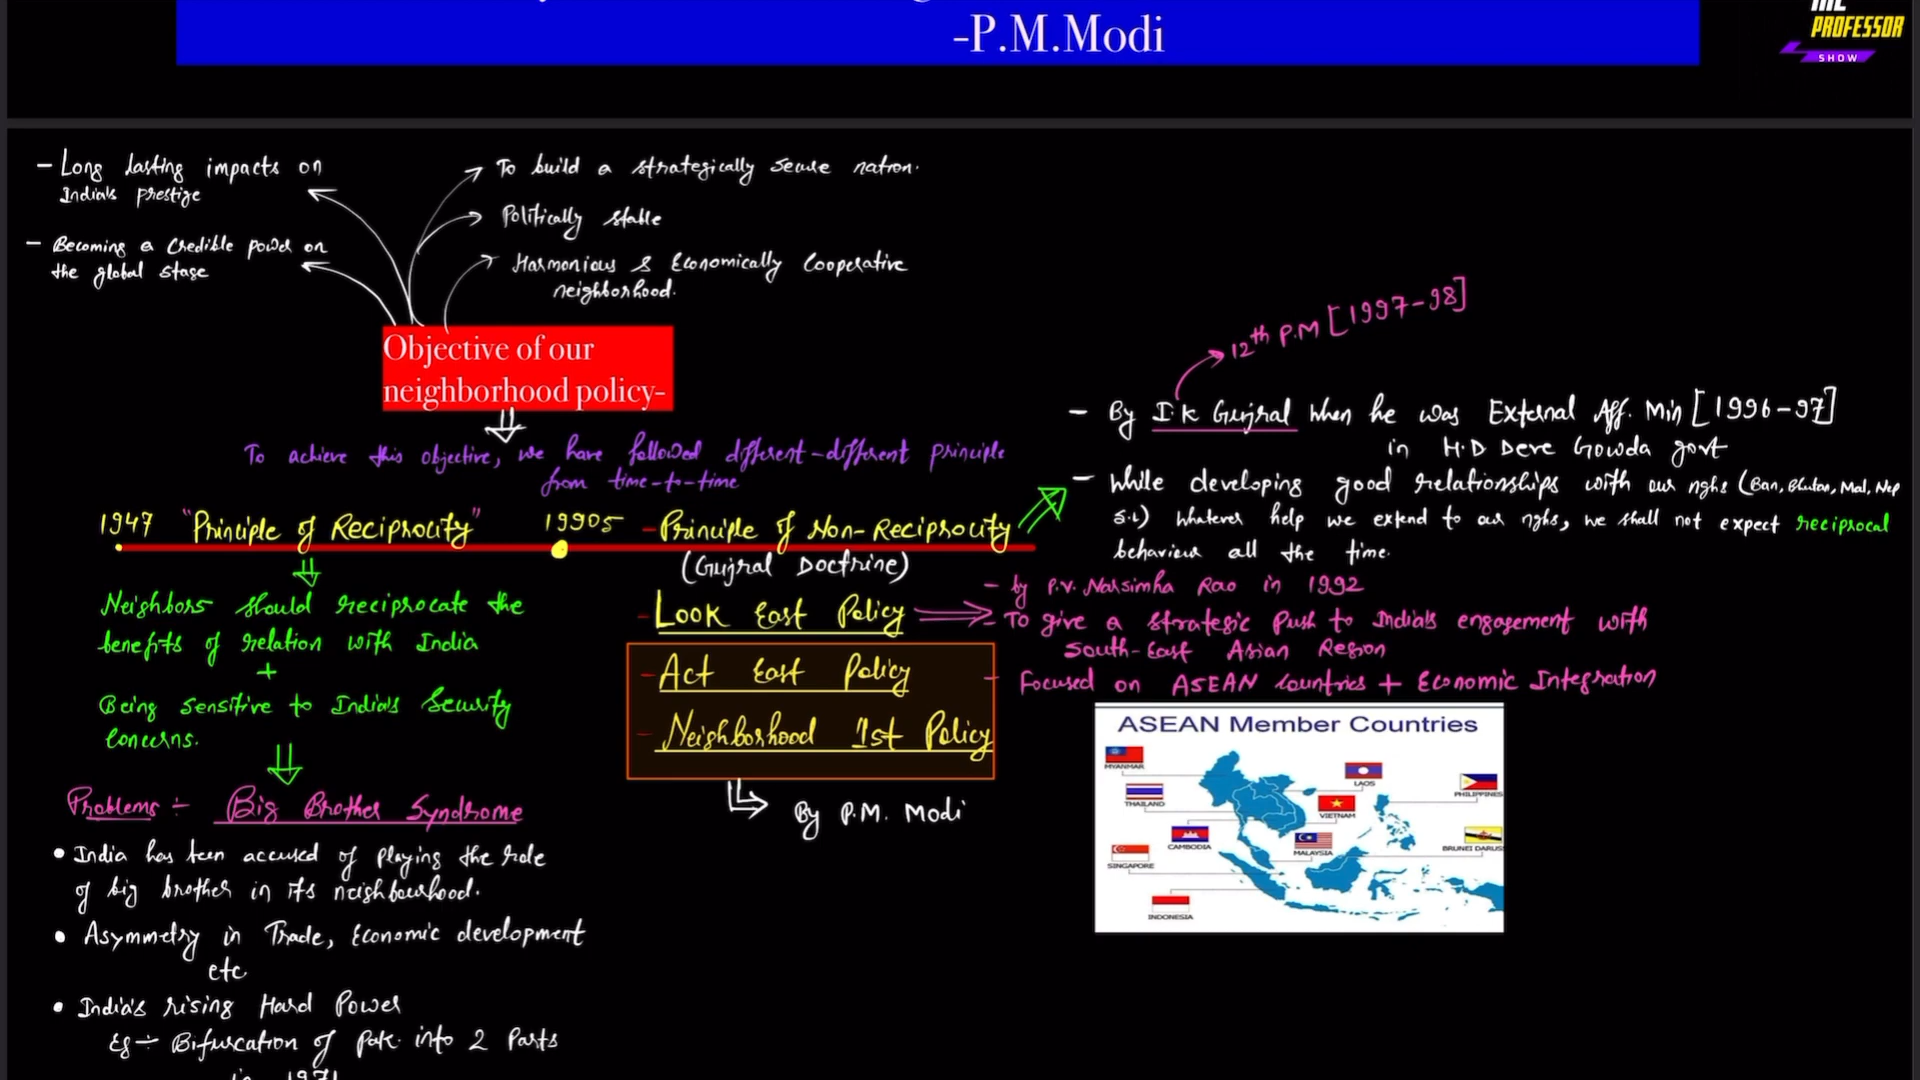 -P.M.Modi
PROFESSOR
SHOW
- Long lasting impacts on
India's prestige
- Becoming a credible power on
the global stage
To build a strategically secure nation.
Politically stable
Harmonious & Economically Cooperative
neighborhood.
Objective of our
neighborhood policy-
To achieve this objective, we have followed different-different principle
from time-to-time
1947 "Principle of Reciprocity"
Neighbors should reciprocate the
benefits of relation with India
+
Being sensitive to India's Security
Concerns.
Problems :- Big Brother Syndrome
• India has been accused of playing the role
of big brother in its neighbourhood.
• Asymmetry in Trade, Economic development
etc
• India's rising Hard Power
Eg :- Bifurcation of Pak. into 2 Parts
in 1971
1990s - Principle of Non-Reciprocity
(Gujral Doctrine)
- Look East Policy
- Act East Policy
- Neighborhood 1st Policy
By P.M. Modi
12th P.M [1997-98]
- By I.K Gujral when he was External Aff. Min [1996-97]
in H.D Deve Gowda govt
- While developing good relationships with our nghs (Ban, Bhutan, Mal, Nep
S.L) whatever help we extend to our nghs, we shall not expect reciprocal
behaviour all the time.
- by P.V. Narsimha Rao in 1992
- To give a strategic push to India's engagement with
South-East Asian Region
- Focused on ASEAN Countries + Economic Integration
ASEAN Member Countries
MYANMAR
LAOS
THAILAND
PHILIPPINES
VIETNAM
CAMBODIA
MALAYSIA
BRUNEI DARUS
SINGAPORE
INDONESIA